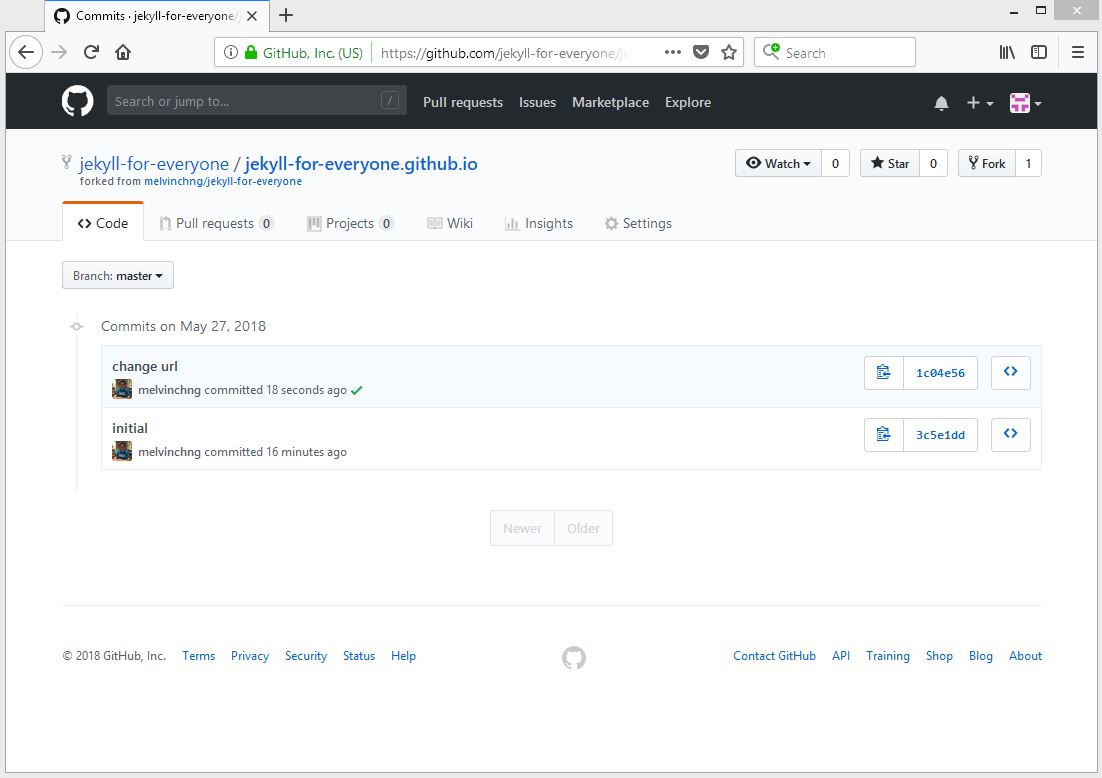 Commits · jekyll-for-everyone/j
GitHub, Inc. (US) https://github.com/jekyll-for-everyone/je Search
Search or jump to... / Pull requests Issues Marketplace Explore
jekyll-for-everyone / jekyll-for-everyone.github.io Watch 0 Star 0 Fork 1
forked from melvinchng/jekyll-for-everyone
Code Pull requests 0 Projects 0 Wiki Insights Settings
Branch: master
Commits on May 27, 2018
change url
melvinchng committed 18 seconds ago 1c04e56
initial
melvinchng committed 16 minutes ago 3c5e1dd
Newer Older
© 2018 GitHub, Inc. Terms Privacy Security Status Help Contact GitHub API Training Shop Blog About